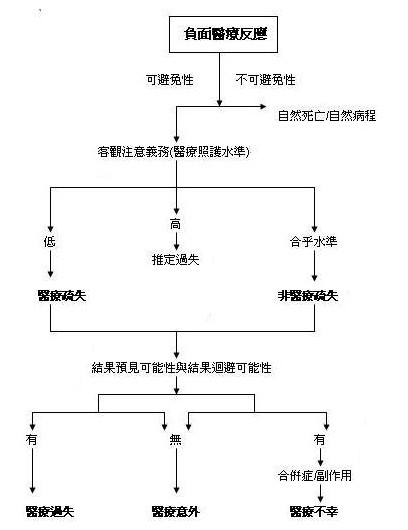 負面醫療反應
可避免性 不可避免性
自然死亡/自然病程
客觀注意義務(醫療照護水準)
低 高 合乎水準
推定過失
醫療疏失 非醫療疏失
結果預見可能性與結果迴避可能性
有 無 有
合併症/副作用
醫療過失 醫療意外 醫療不幸